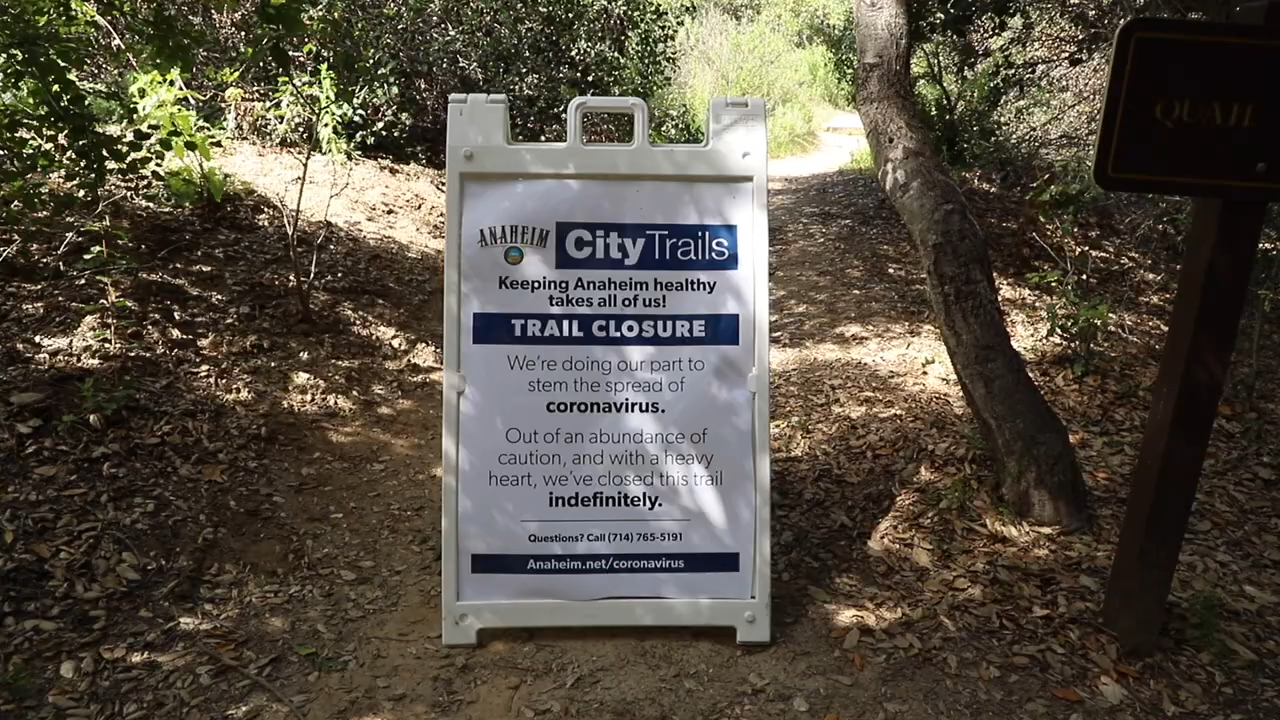 ANAHEIM
City Trails
Keeping Anaheim healthy
takes all of us!
TRAIL CLOSURE
We're doing our part to
stem the spread of
coronavirus.
Out of an abundance of
caution, and with a heavy
heart, we've closed this trail
indefinitely.
Questions? Call (714) 765-5191
Anaheim.net/coronavirus
QUAIL